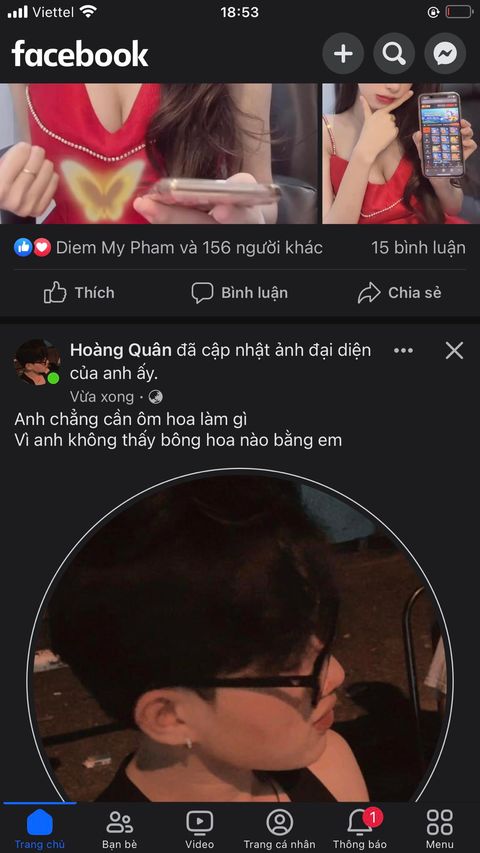 Viettel
18:53
facebook
Diem My Pham và 156 người khác
15 bình luận
Thích
Bình luận
Chia sẻ
Hoàng Quân đã cập nhật ảnh đại diện
của anh ấy.
Vừa xong ·
Anh chẳng cần ôm hoa làm gì
Vì anh không thấy bông hoa nào bằng em
1
Trang chủ
Bạn bè
Video
Trang cá nhân
Thông báo
Menu